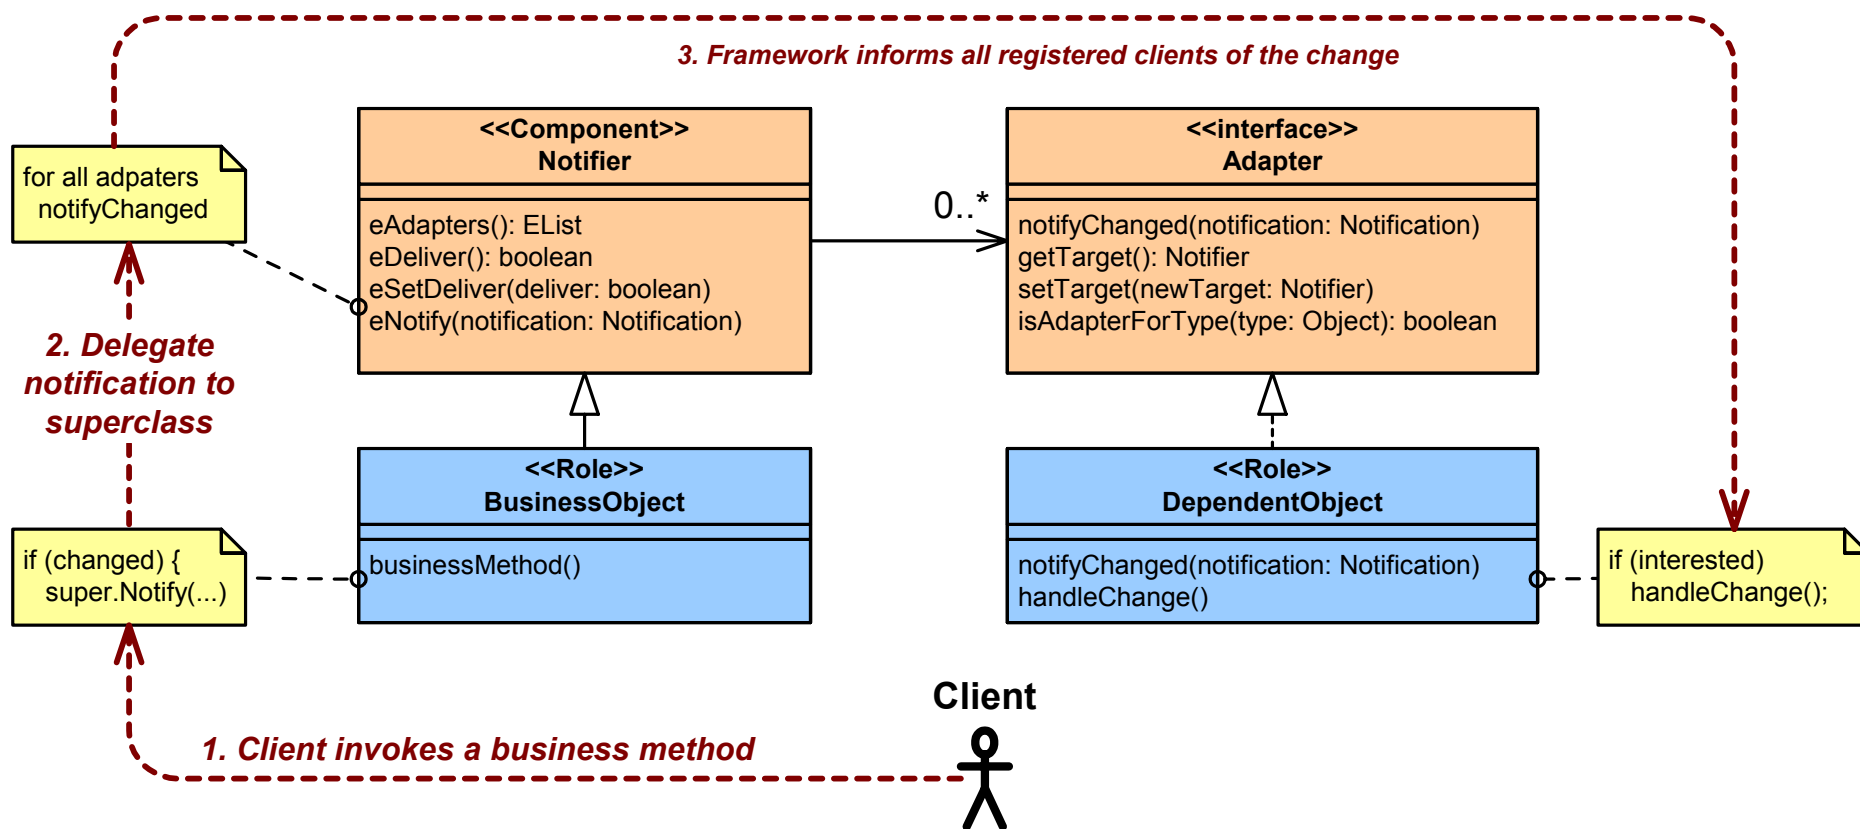 3. Framework informs all registered clients of the change
<<Component>>
Notifier
eAdapters(): EList
eDeliver(): boolean
eSetDeliver(deliver: boolean)
eNotify(notification: Notification)
0..*
<<interface>>
Adapter
notifyChanged(notification: Notification)
getTarget(): Notifier
setTarget(newTarget: Notifier)
isAdapterForType(type: Object): boolean
for all adpaters
notifyChanged
2. Delegate
notification to
superclass
<<Role>>
BusinessObject
businessMethod()
<<Role>>
DependentObject
notifyChanged(notification: Notification)
handleChange()
if (changed) {
super.Notify(...)
if (interested)
handleChange();
Client
1. Client invokes a business method